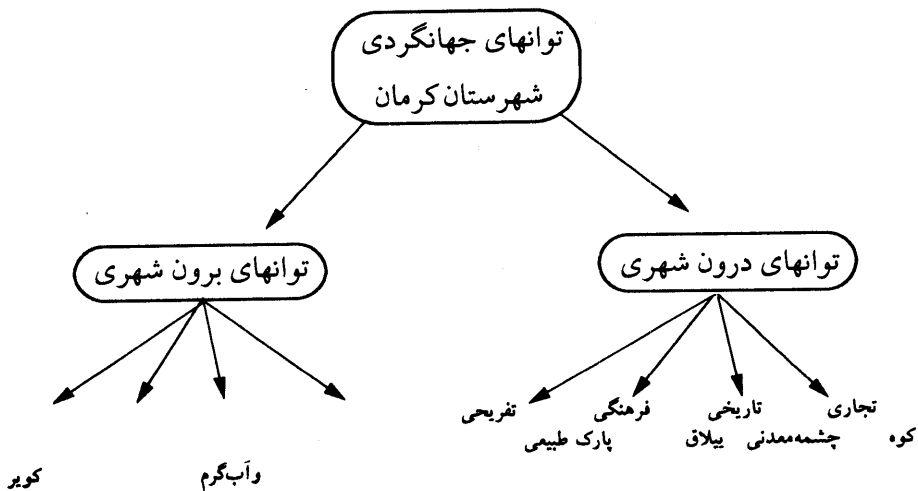 توانهای جهانگردی
شهرستان کرمان
توانهای درون شهری
توانهای برون شهری
تجاری تاریخی فرهنگی تفریحی
کوه چشمه‌معدنی ییلاق پارک طبیعی
وآب‌گرم کویر